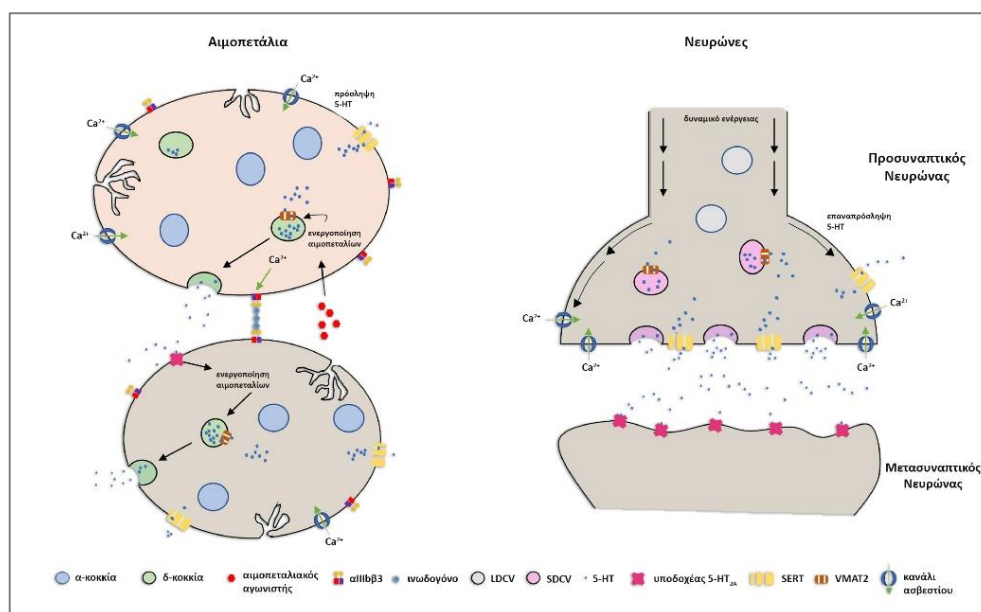 Αιμοπετάλια
Νευρώνες
Ca²⁺
πρόσληψη
5-HT
Ca²⁺
δυναμικό ενέργειας
Προσυναπτικός
Νευρώνας
επαναπρόσληψη
5-HT
ενεργοποίηση
αιμοπεταλίων
Ca²⁺
Ca²⁺
Ca²⁺
Ca²⁺
Ca²⁺
Ca²⁺
ενεργοποίηση
αιμοπεταλίων
Μετασυναπτικός
Νευρώνας
Ca²⁺
α-κοκκία
δ-κοκκία
αιμοπεταλιακός
αγωνιστής
αIIIbβ3
ινωδογόνο
LDCV
SDCV
5-HT
υποδοχέας 5-HT₂A
SERT
VMAT2
κανάλι
ασβεστίου